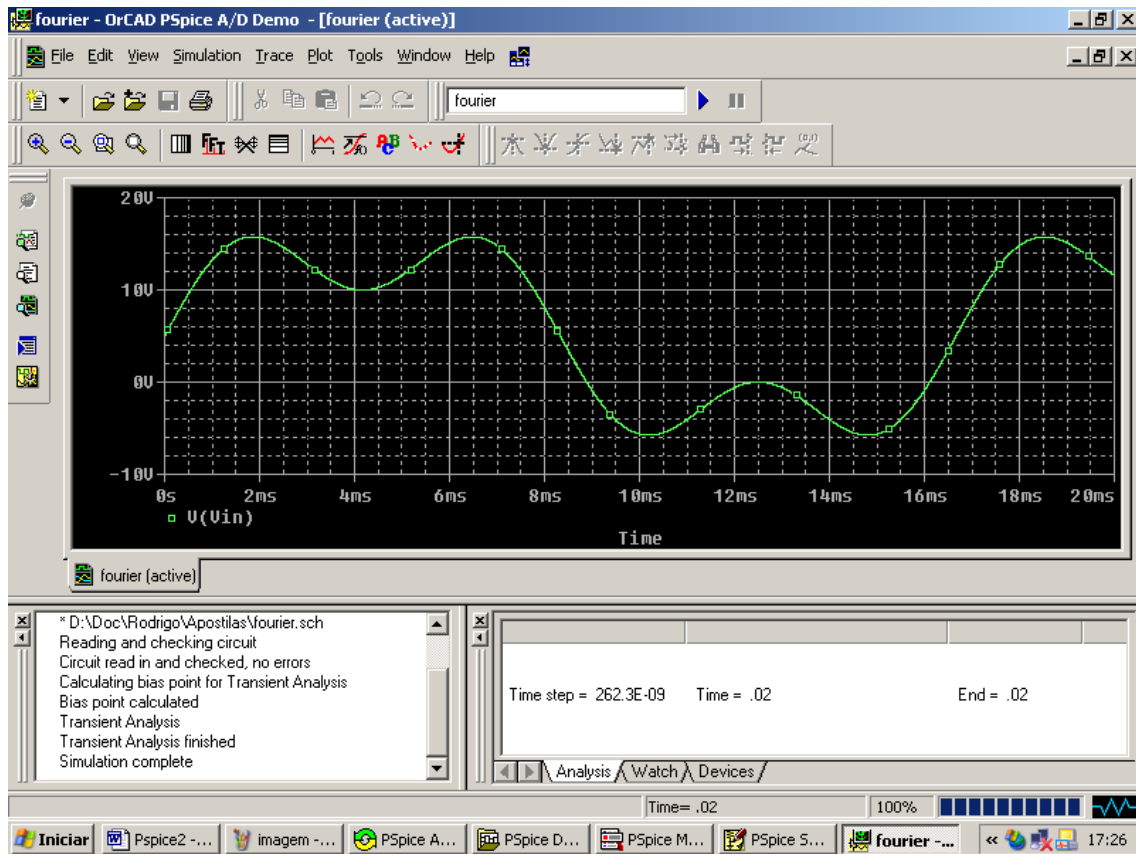 fourier - OrCAD PSpice A/D Demo - [fourier (active)]
File Edit View Simulation Trace Plot Tools Window Help
fourier
FFT
ABC
20V
10V
0V
-10V
0s 2ms 4ms 6ms 8ms 10ms 12ms 14ms 16ms 18ms 20ms
V(Vin)
Time
fourier (active)
* D:\Doc\Rodrigo\Apostilas\fourier.sch
Reading and checking circuit
Circuit read in and checked, no errors
Calculating bias point for Transient Analysis
Bias point calculated
Transient Analysis
Transient Analysis finished
Simulation complete
Time step = 262.3E-09 Time = .02 End = .02
Analysis Watch Devices
Time= .02 100%
Iniciar Pspice2 -... imagem -... PSpice A... PSpice D... PSpice M... PSpice S... fourier -... « 17:26